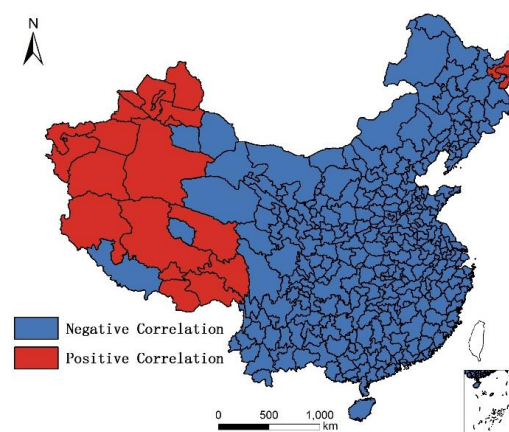 N
Negative Correlation
Positive Correlation
0 500 1,000
km